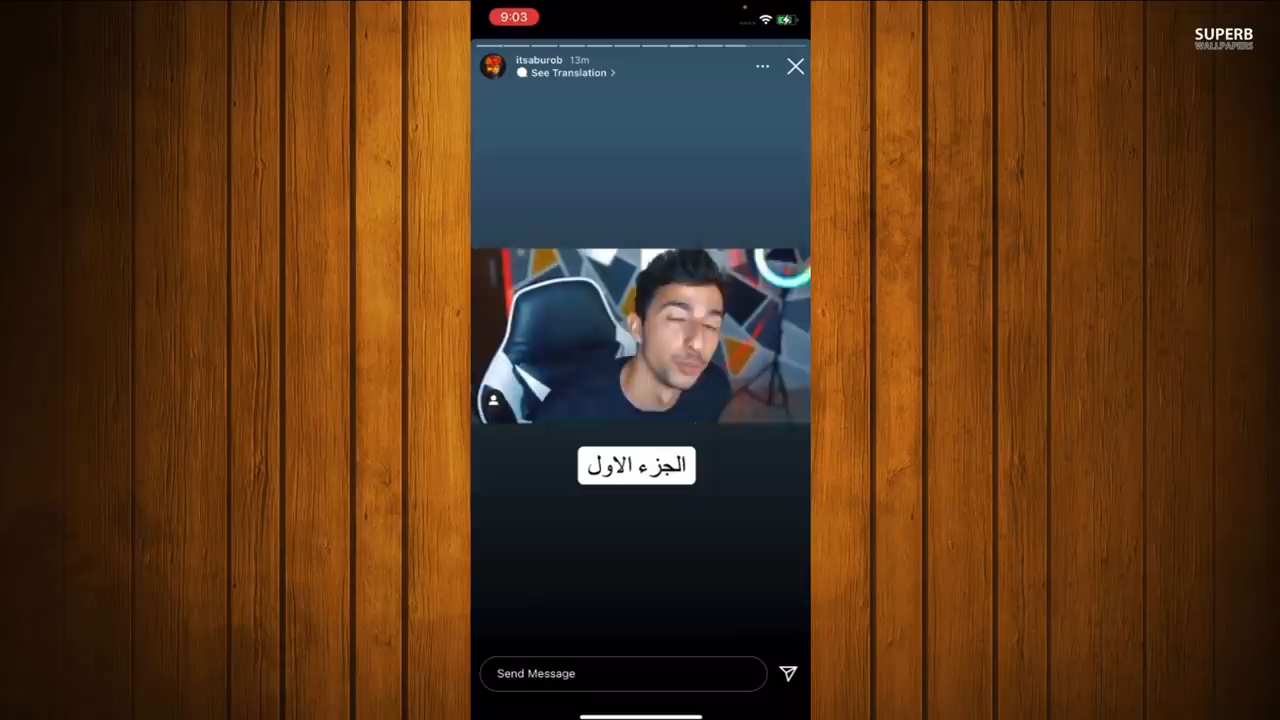 9:03
SUPERB
WALLPAPERS
itsaburob 13m
See Translation >
الجزء الاول
Send Message